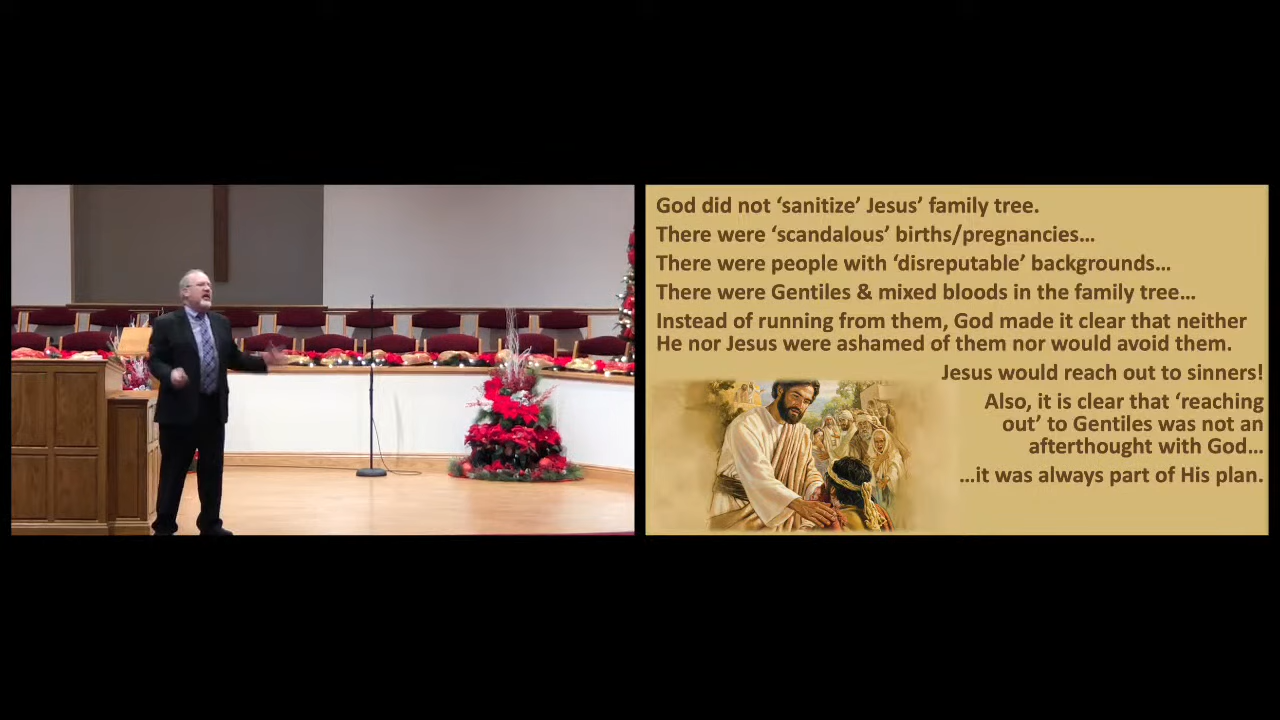 God did not ‘sanitize’ Jesus’ family tree.
There were ‘scandalous’ births/pregnancies…
There were people with ‘disreputable’ backgrounds…
There were Gentiles & mixed bloods in the family tree…
Instead of running from them, God made it clear that neither
He nor Jesus were ashamed of them nor would avoid them.
Jesus would reach out to sinners!
Also, it is clear that ‘reaching
out’ to Gentiles was not an
afterthought with God…
…it was always part of His plan.